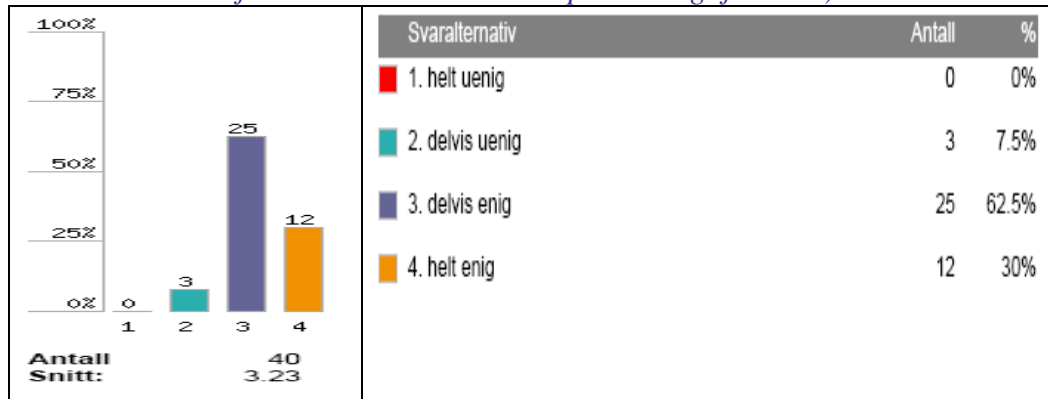 100%
75%
50%
25%
0%
0
3
25
12
1 2 3 4
Antall 40
Snitt: 3.23
Svaralternativ Antall %
1. helt uenig 0 0%
2. delvis uenig 3 7.5%
3. delvis enig 25 62.5%
4. helt enig 12 30%